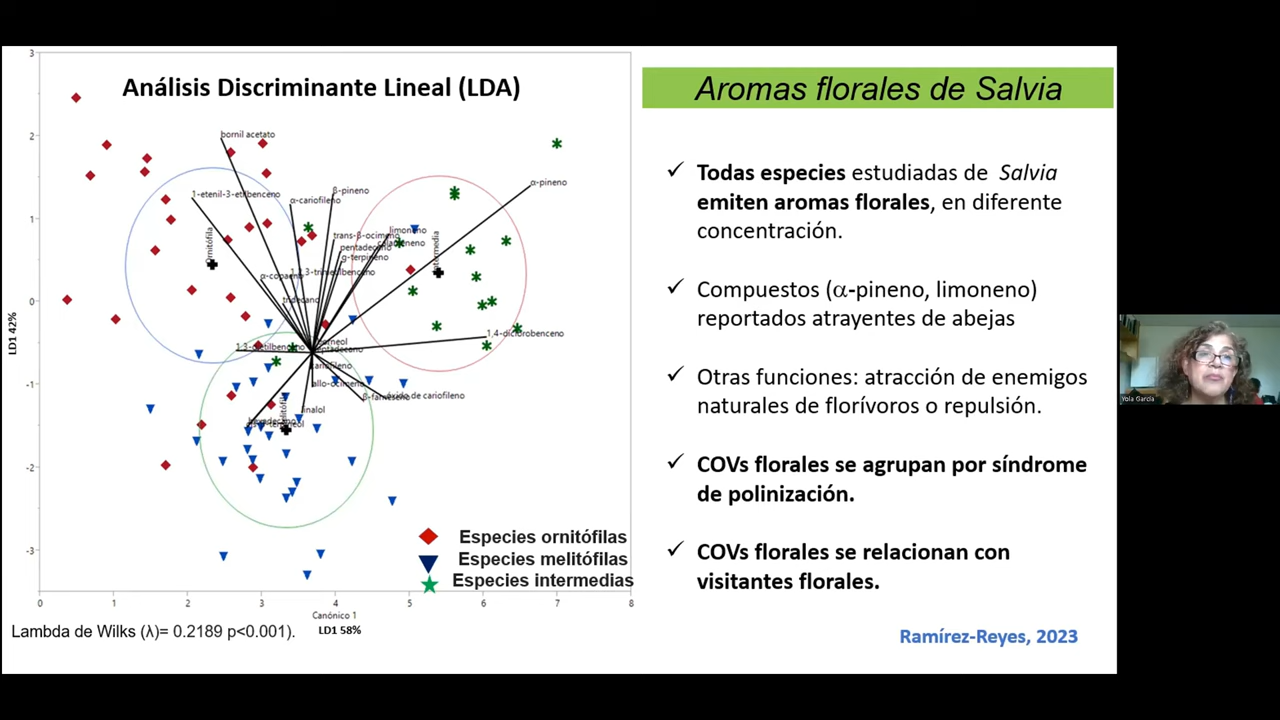 Análisis Discriminante Lineal (LDA)
3
2
1
0
-1
-2
-3
LD1 42%
bornil acetato
1-etenil-3-etilbenceno
α-cariofileno
β-pineno
α-pineno
limoneno
trans-β-ocimeno
pentadecano
g-terpineno
α-copaeno
tridecano
Ornitófila
Intermedia
1,4-diclorobenceno
1,3-dietilbenceno
allo-ocimeno
β-farneseno
óxido de cariofileno
linalol
Melitófila
Especies ornitófilas
Especies melitófilas
Especies intermedias
0 1 2 3 4 5 6 7 8
Canónico 1
Lambda de Wilks (λ)= 0.2189 p<0.001).
LD1 58%
Aromas florales de Salvia
✓ Todas especies estudiadas de Salvia
emiten aromas florales, en diferente
concentración.
✓ Compuestos (α-pineno, limoneno)
reportados atrayentes de abejas
✓ Otras funciones: atracción de enemigos
naturales de florívoros o repulsión.
✓ COVs florales se agrupan por síndrome
de polinización.
✓ COVs florales se relacionan con
visitantes florales.
Ramírez-Reyes, 2023
Yola García